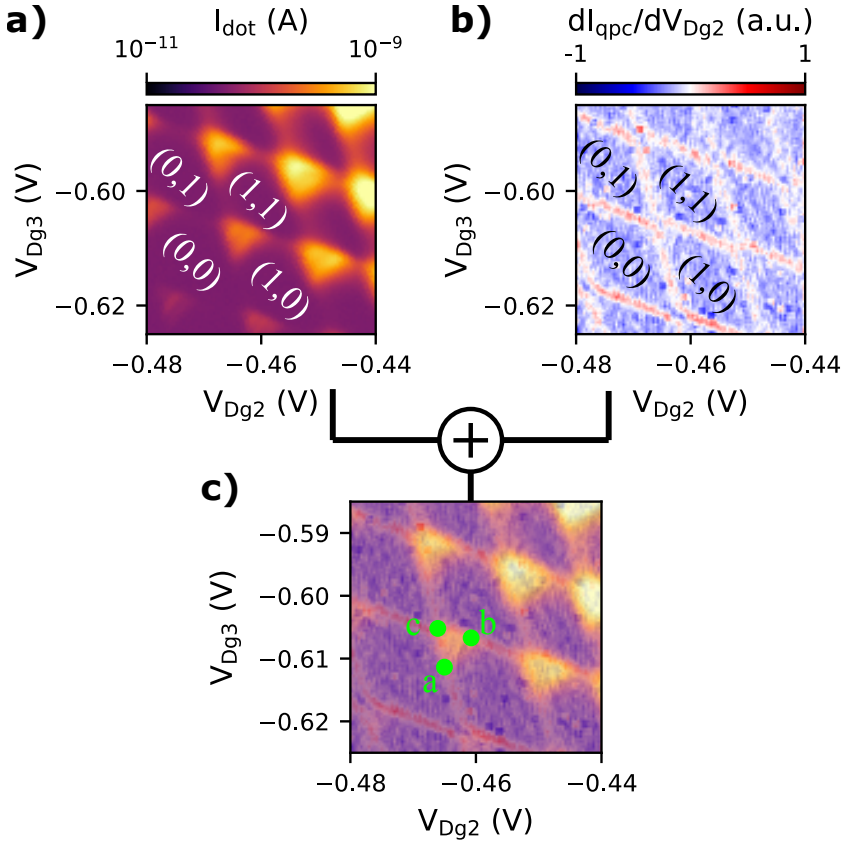 a)
I_dot (A)
10⁻¹¹
10⁻⁹
(0,1)
(1,1)
(0,0)
(1,0)
−0.60
−0.62
V_Dg3 (V)
−0.48
−0.46
−0.44
V_Dg2 (V)
b)
dI_qpc/dV_Dg2 (a.u.)
-1
1
(0,1)
(1,1)
(0,0)
(1,0)
−0.60
−0.62
V_Dg3 (V)
−0.48
−0.46
−0.44
V_Dg2 (V)
+
c)
−0.59
−0.60
−0.61
−0.62
V_Dg3 (V)
c
b
a
−0.48
−0.46
−0.44
V_Dg2 (V)